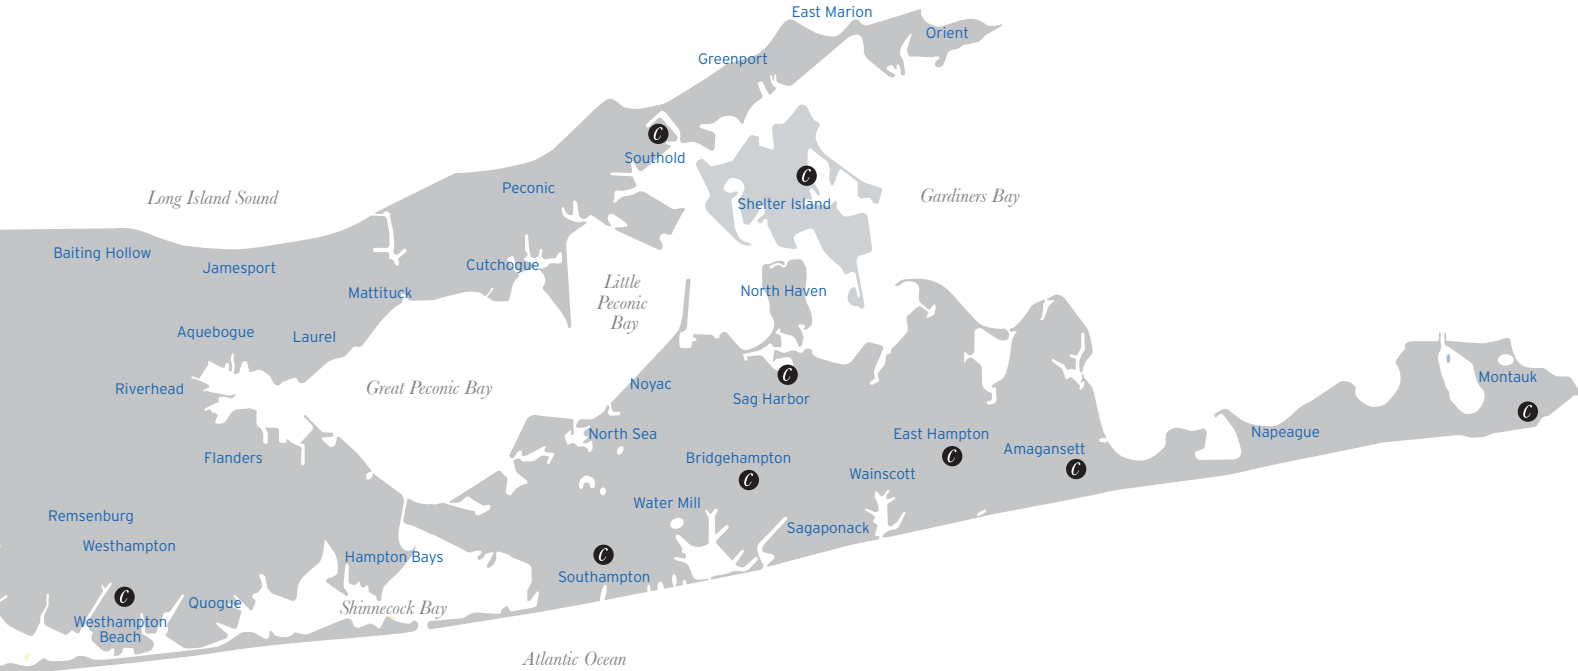 East Marion
Orient
Greenport
C
Southold
C
Peconic
Long Island Sound
Shelter Island
Gardiners Bay
Baiting Hollow
Jamesport
Cutchogue
Mattituck
Little
Peconic
Bay
North Haven
Aquebogue
Laurel
Riverhead
Great Peconic Bay
Noyac
C
Sag Harbor
Montauk
C
North Sea
East Hampton
C
Napeague
Flanders
Bridgehampton
C
Amagansett
C
Wainscott
Water Mill
Remsenburg
Sagaponack
Westhampton
Hampton Bays
C
Southampton
C
Quogue
Shinnecock Bay
Westhampton
Beach
Atlantic Ocean